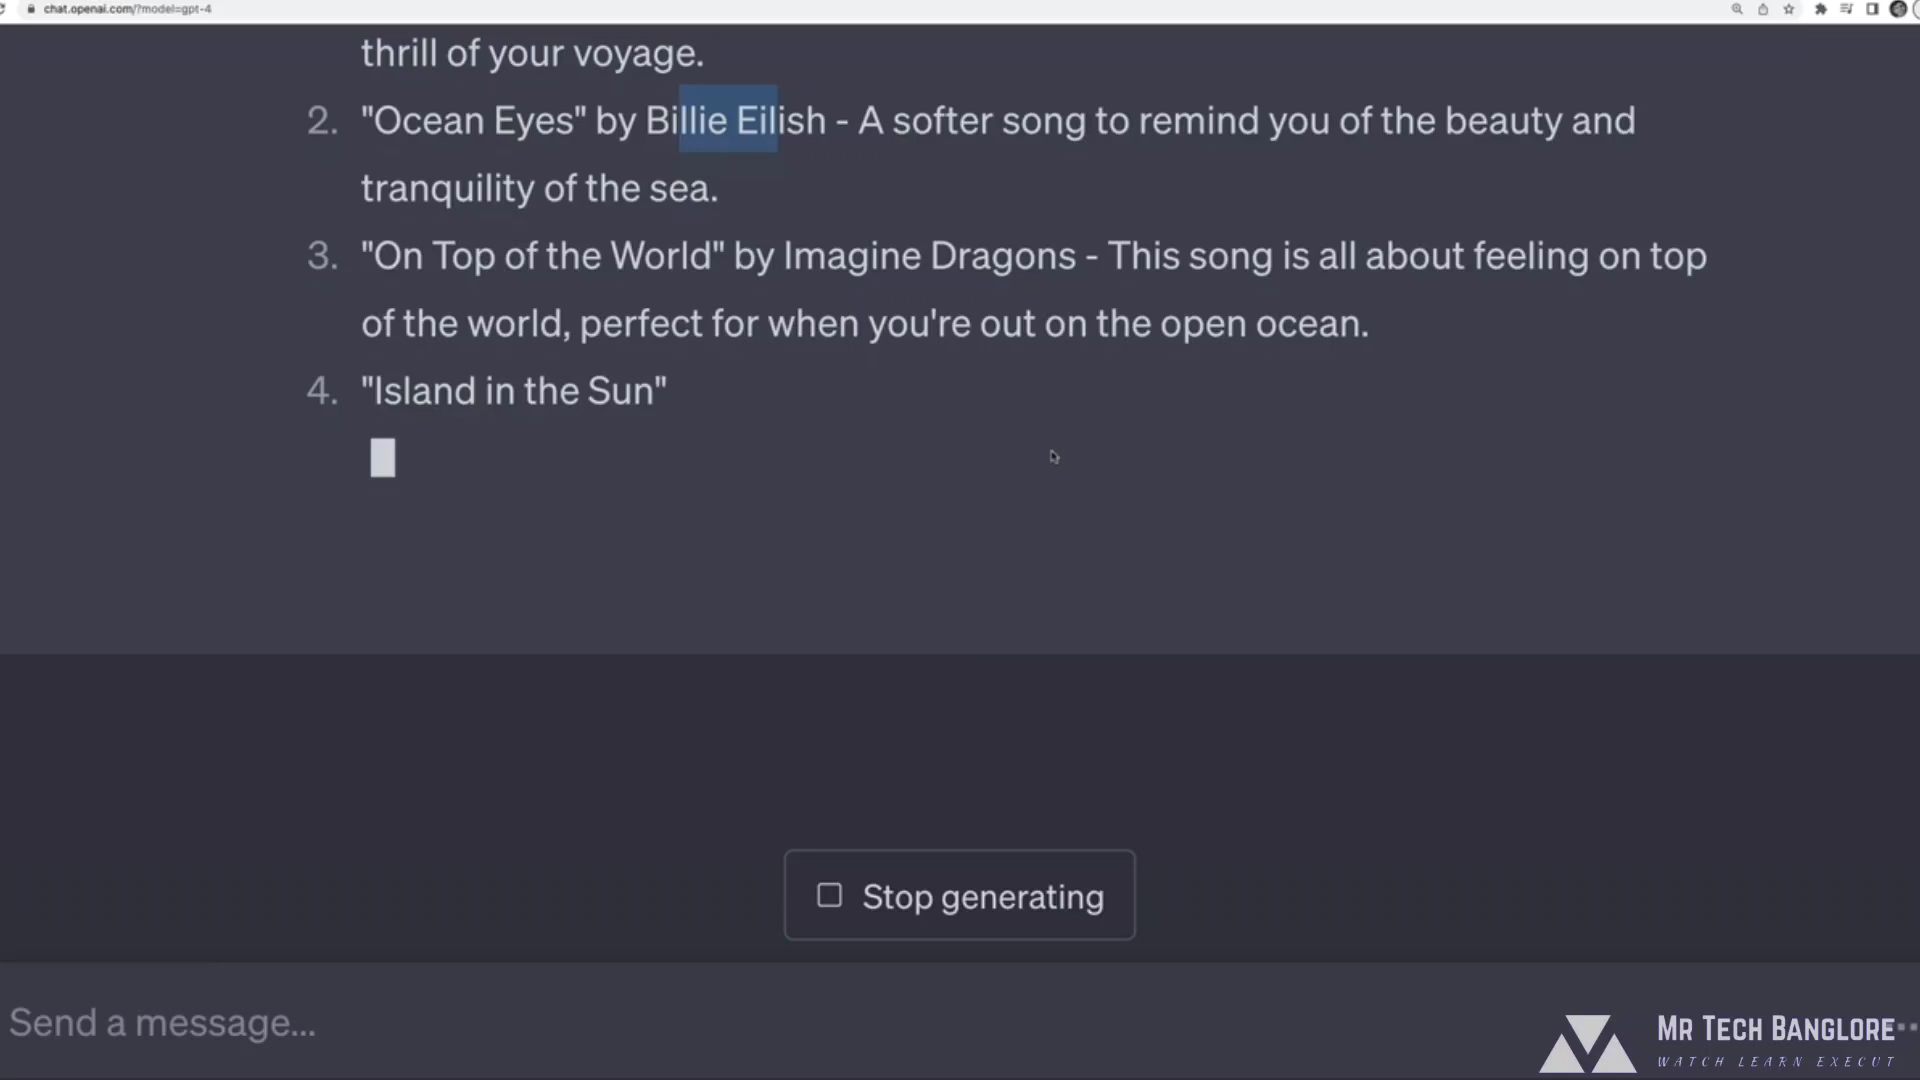 chat.openai.com/?model=gpt-4
thrill of your voyage.
2. "Ocean Eyes" by Billie Eilish - A softer song to remind you of the beauty and
tranquility of the sea.
3. "On Top of the World" by Imagine Dragons - This song is all about feeling on top
of the world, perfect for when you're out on the open ocean.
4. "Island in the Sun"
Stop generating
Send a message...
MR TECH BANGLORE
WATCH LEARN EXECUT